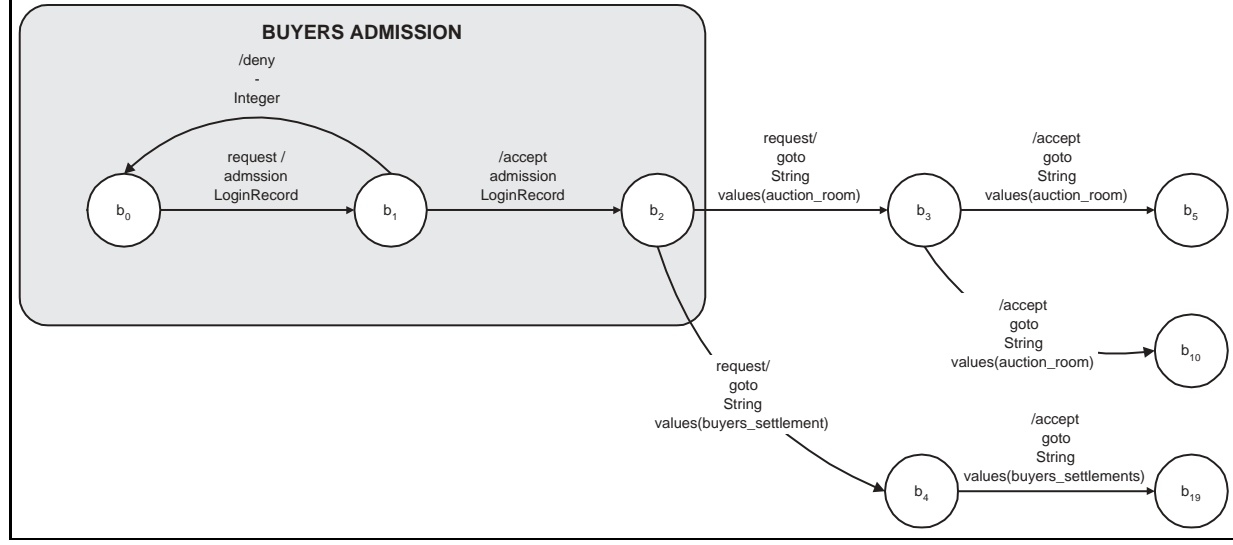 BUYERS ADMISSION
/deny
-
Integer
request /
admssion
LoginRecord
/accept
admission
LoginRecord
request/
goto
String
values(auction_room)
/accept
goto
String
values(auction_room)
b0
b1
b2
b3
b5
/accept
goto
String
values(auction_room)
b10
request/
goto
String
values(buyers_settlement)
/accept
goto
String
values(buyers_settlements)
b4
b19